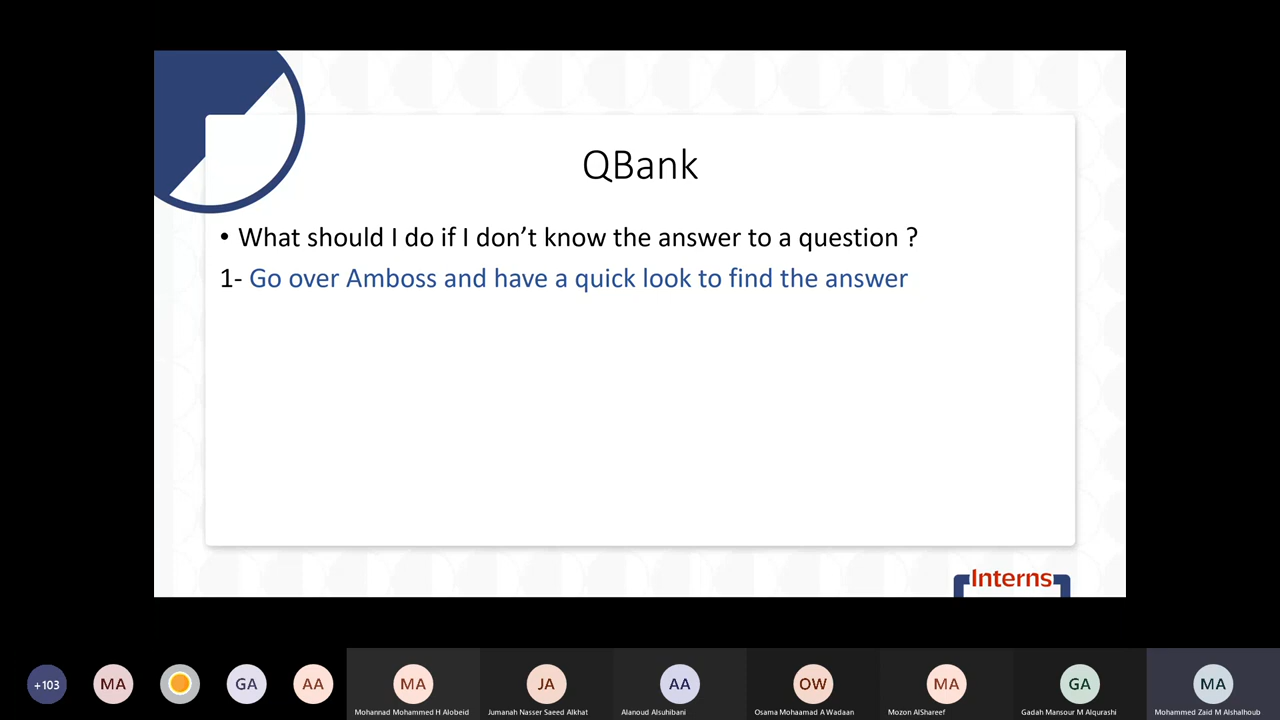 QBank
• What should I do if I don’t know the answer to a question ?
1- Go over Amboss and have a quick look to find the answer
Interns
+103
MA
GA
AA
MA
JA
AA
OW
MA
GA
MA
Mohannad Mohammed H Alobeid
Jumanah Nasser Saeed Alkhat
Alanoud Alsuhibani
Osama Mohaamad A Wadaan
Mozon AlShareef
Gadah Mansour M Alqurashi
Mohammed Zaid M Alshalhoub